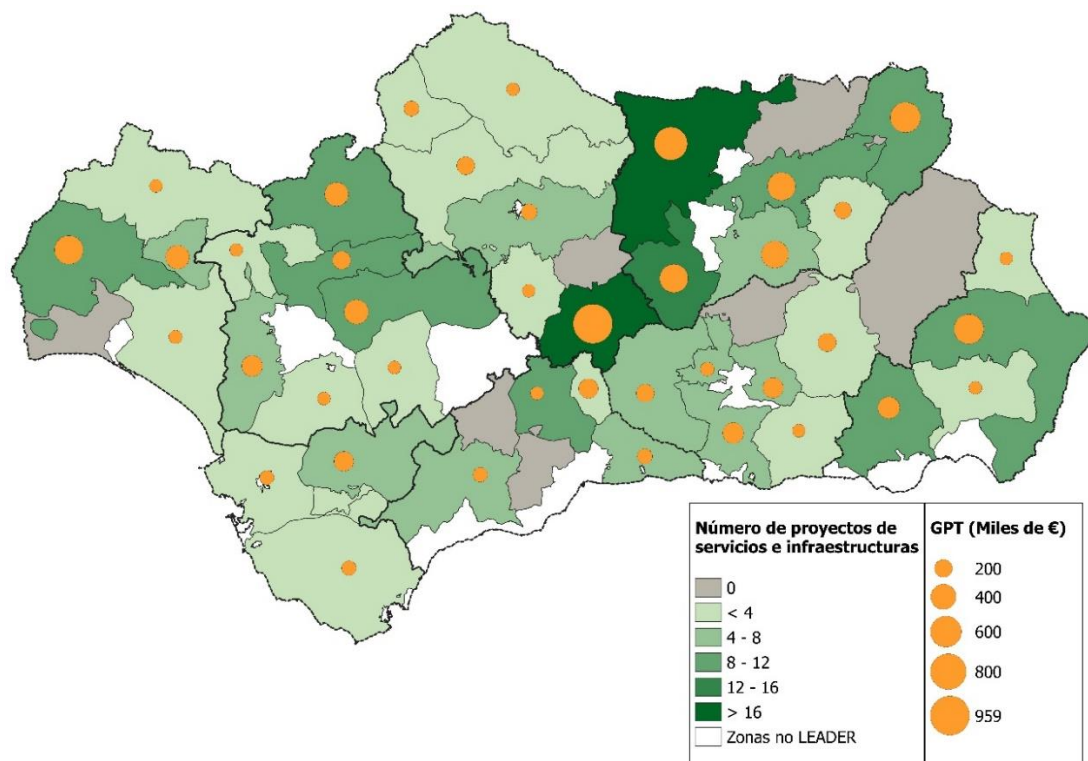 Número de proyectos de
servicios e infraestructuras
0
< 4
4 - 8
8 - 12
12 - 16
> 16
Zonas no LEADER
GPT (Miles de €)
200
400
600
800
959